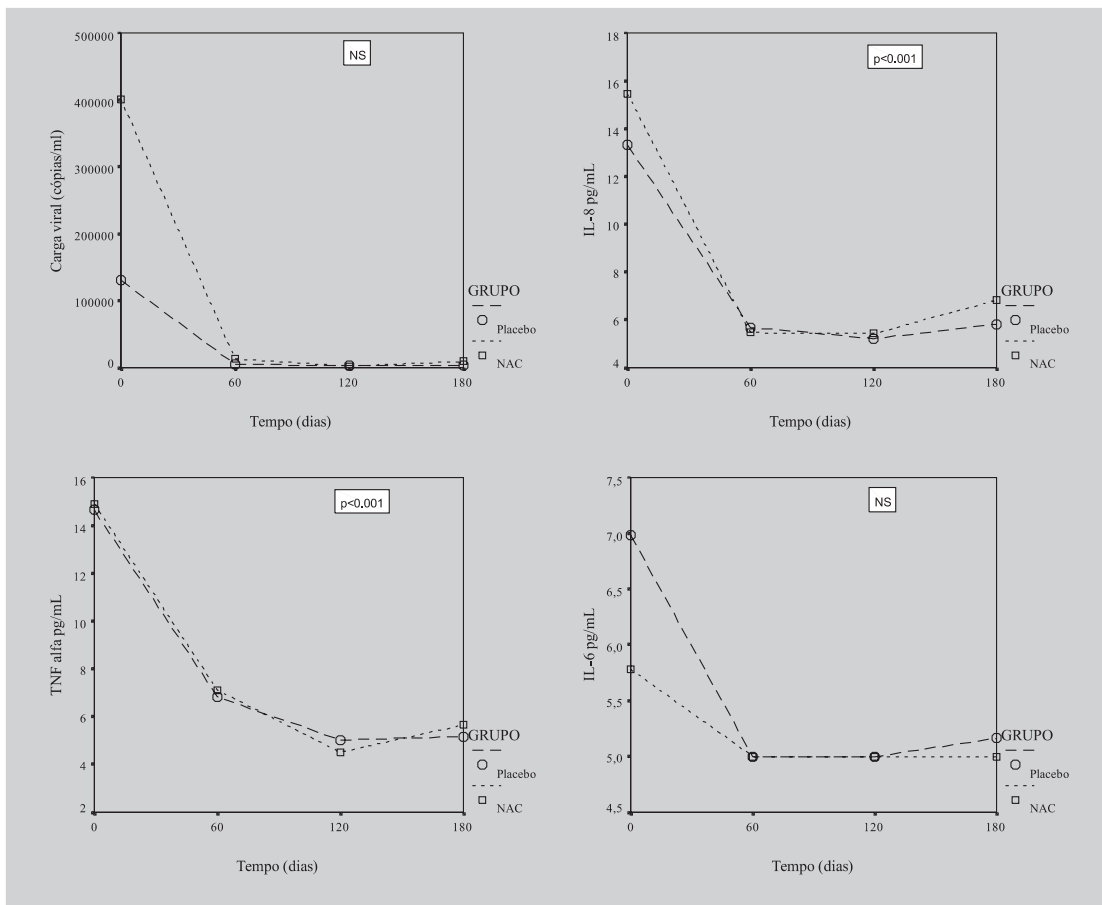 500000
400000
300000
200000
100000
0
Carga viral (cópias/ml)
NS
0 60 120 180
Tempo (dias)
GRUPO
Placebo
NAC
18
16
14
12
10
8
6
4
IL-8 pg/mL
p<0.001
0 60 120 180
Tempo (dias)
GRUPO
Placebo
NAC
16
14
12
10
8
6
4
2
TNF alfa pg/mL
p<0.001
0 60 120 180
Tempo (dias)
GRUPO
Placebo
NAC
7,5
7,0
6,5
6,0
5,5
5,0
4,5
IL-6 pg/mL
NS
0 60 120 180
Tempo (dias)
GRUPO
Placebo
NAC